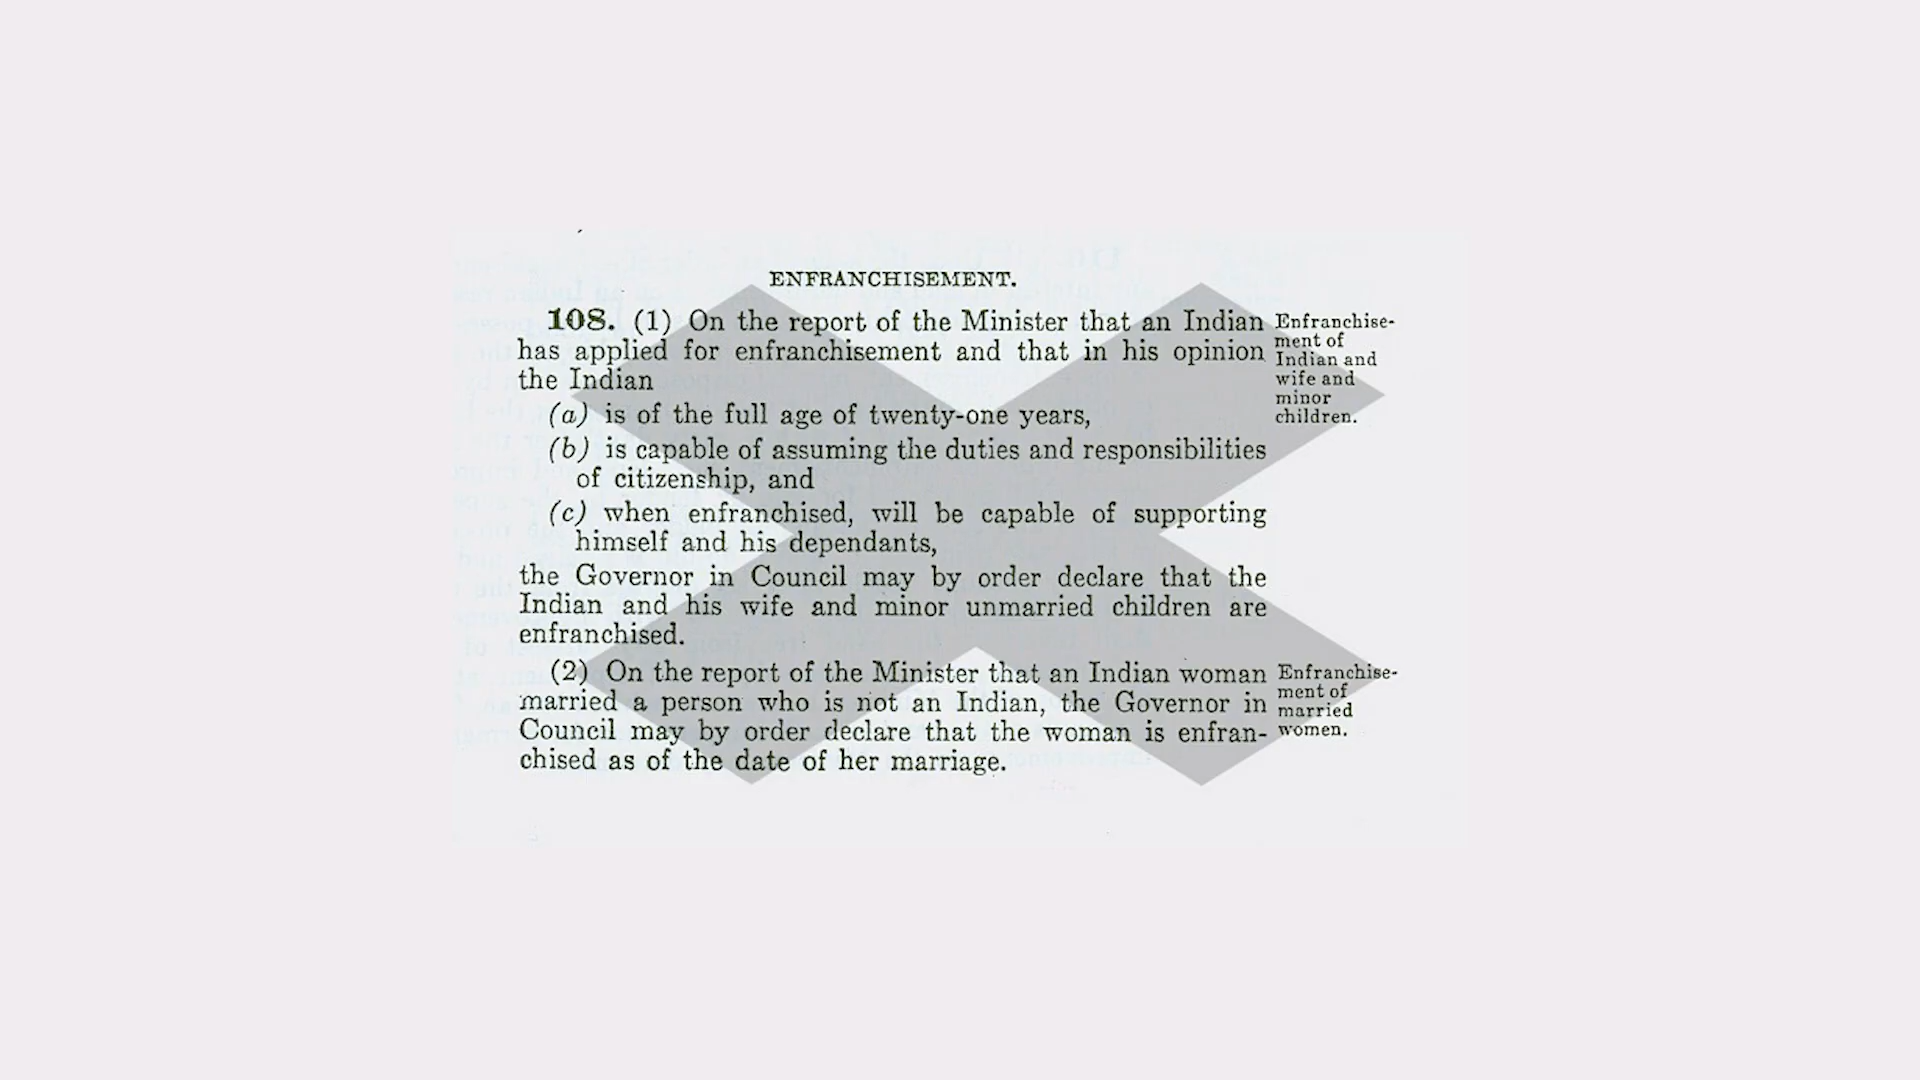 ENFRANCHISEMENT.
108. (1) On the report of the Minister that an Indian
has applied for enfranchisement and that in his opinion
the Indian
(a) is of the full age of twenty-one years,
(b) is capable of assuming the duties and responsibilities
of citizenship, and
(c) when enfranchised, will be capable of supporting
himself and his dependants,
the Governor in Council may by order declare that the
Indian and his wife and minor unmarried children are
enfranchised.
Enfranchise-
ment of
Indian and
wife and
minor
children.
(2) On the report of the Minister that an Indian woman
married a person who is not an Indian, the Governor in
Council may by order declare that the woman is enfran-
chised as of the date of her marriage.
Enfranchise-
ment of
married
women.